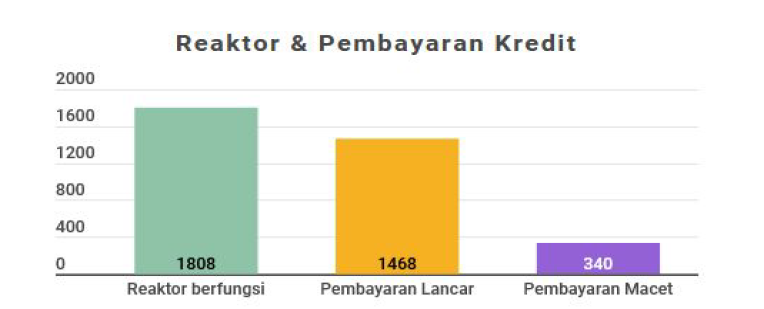 Reaktor & Pembayaran Kredit
2000
1600
1200
800
400
0
1808
1468
340
Reaktor berfungsi
Pembayaran Lancar
Pembayaran Macet